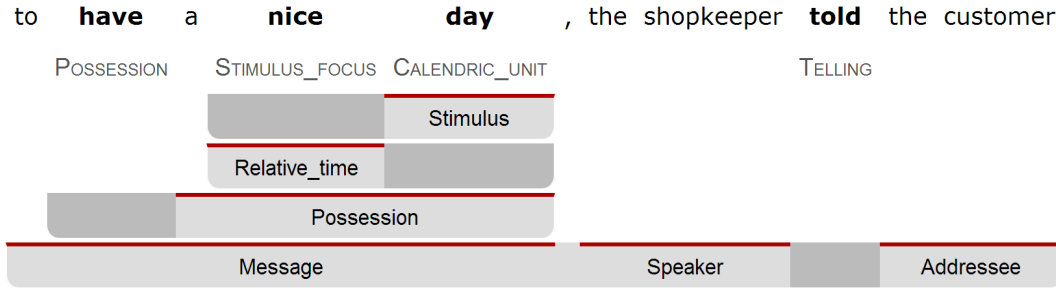 to have a nice day , the shopkeeper told the customer
POSSESSION STIMULUS_FOCUS CALENDRIC_UNIT TELLING
Stimulus
Relative_time
Possession
Message Speaker Addressee